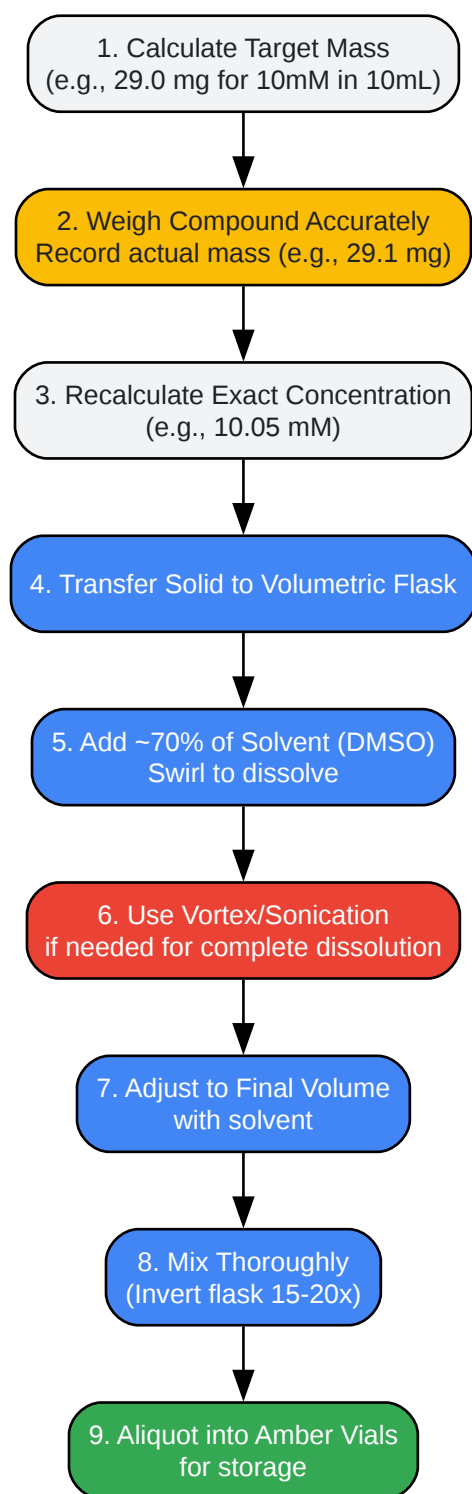 1. Calculate Target Mass
(e.g., 29.0 mg for 10mM in 10mL)
2. Weigh Compound Accurately
Record actual mass (e.g., 29.1 mg)
3. Recalculate Exact Concentration
(e.g., 10.05 mM)
4. Transfer Solid to Volumetric Flask
5. Add ~70% of Solvent (DMSO)
Swirl to dissolve
6. Use Vortex/Sonication
if needed for complete dissolution
7. Adjust to Final Volume
with solvent
8. Mix Thoroughly
(Invert flask 15-20x)
9. Aliquot into Amber Vials
for storage